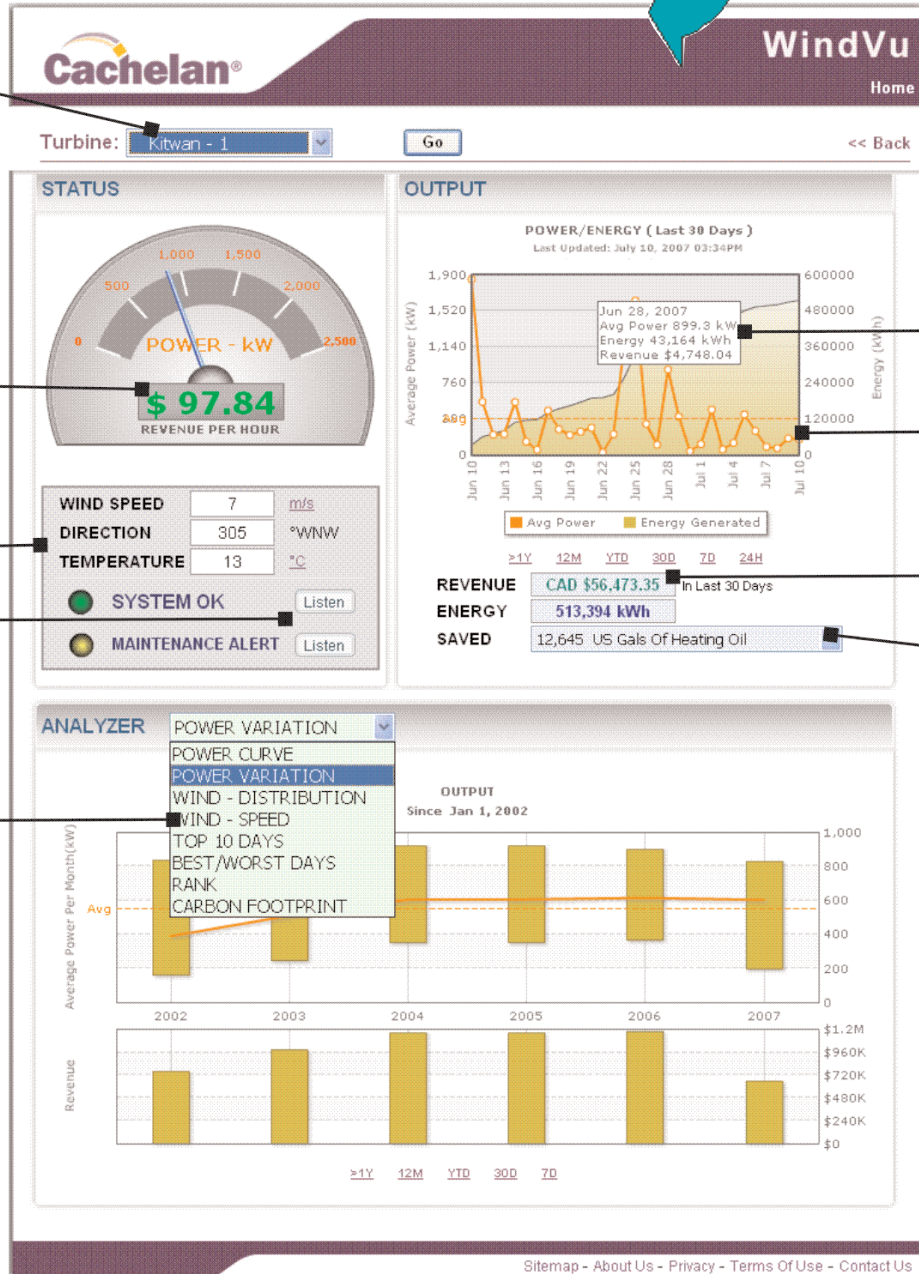 Cachelan®
WindVu
Home
Turbine: Kitwan - 1 Go << Back
STATUS
0 500 1,000 1,500 2,000 2,500
POWER - kW
$ 97.84
REVENUE PER HOUR
WIND SPEED 7 m/s
DIRECTION 305 °WNW
TEMPERATURE 13 °C
SYSTEM OK Listen
MAINTENANCE ALERT Listen
OUTPUT
POWER/ENERGY ( Last 30 Days )
Last Updated: July 10, 2007 03:34PM
Average Power (kW)
1,900
1,520
1,140
760
380
0
Avg
Jun 28, 2007
Avg Power 899.3 kW
Energy 43,164 kWh
Revenue $4,748.04
600000
480000
360000
240000
120000
0
Energy (kWh)
Jun 10 Jun 13 Jun 16 Jun 19 Jun 22 Jun 25 Jun 28 Jul 1 Jul 4 Jul 7 Jul 10
Avg Power Energy Generated
>1Y 12M YTD 30D 7D 24H
REVENUE CAD $56,473.35 In Last 30 Days
ENERGY 513,394 kWh
SAVED 12,645 US Gals Of Heating Oil
ANALYZER POWER VARIATION
POWER CURVE
POWER VARIATION
WIND - DISTRIBUTION
WIND - SPEED
TOP 10 DAYS
BEST/WORST DAYS
RANK
CARBON FOOTPRINT
OUTPUT
Since Jan 1, 2002
Average Power Per Month(kW)
Avg
1,000
800
600
400
200
0
2002 2003 2004 2005 2006 2007
Revenue
$1.2M
$960K
$720K
$480K
$240K
$0
>1Y 12M YTD 30D 7D
Sitemap - About Us - Privacy - Terms Of Use - Contact Us